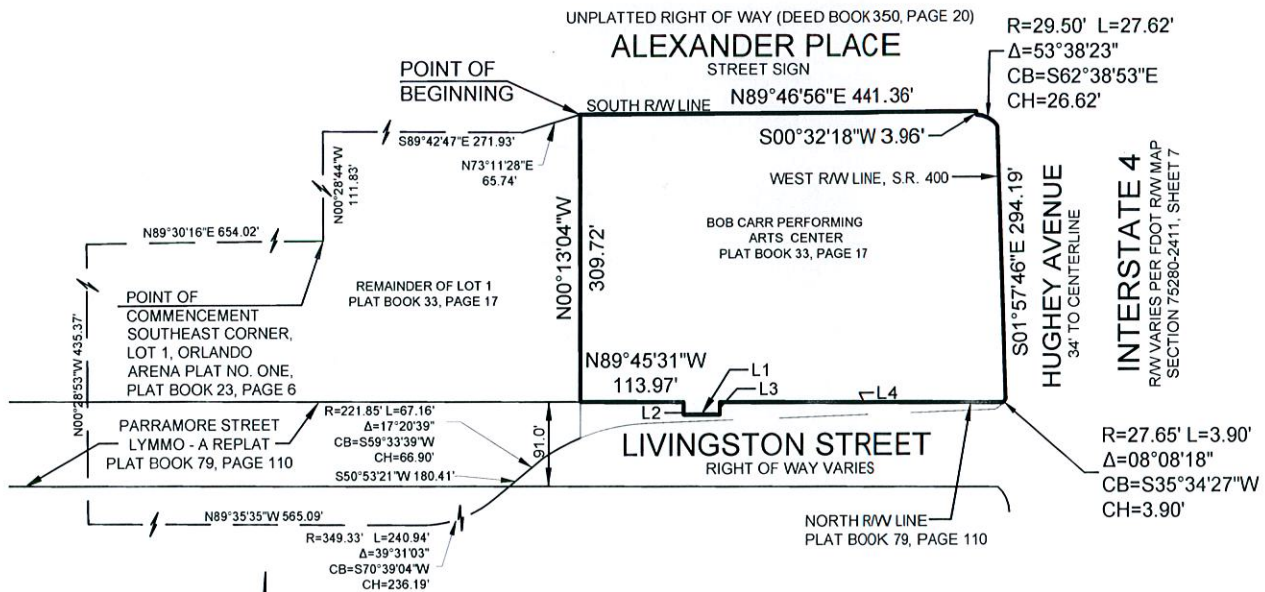 UNPLATTED RIGHT OF WAY (DEED BOOK 350, PAGE 20)
ALEXANDER PLACE
STREET SIGN
R=29.50' L=27.62'
Δ=53°38'23"
CB=S62°38'53"E
CH=26.62'
POINT OF
BEGINNING
SOUTH R/W LINE
N89°46'56"E 441.36'
S89°42'47"E 271.93'
N73°11'28"E
65.74'
S00°32'18"W 3.96'
WEST R/W LINE, S.R. 400
N00°28'44"W
111.83'
N89°30'16"E 654.02'
N00°13'04"W
309.72'
BOB CARR PERFORMING
ARTS CENTER
PLAT BOOK 33, PAGE 17
S01°57'46"E 294.19'
HUGHEY AVENUE
34' TO CENTERLINE
INTERSTATE 4
R/W VARIES PER FDOT R/W MAP
SECTION 75280-2411, SHEET 7
REMAINDER OF LOT 1
PLAT BOOK 33, PAGE 17
POINT OF
COMMENCEMENT
SOUTHEAST CORNER,
LOT 1, ORLANDO
ARENA PLAT NO. ONE,
PLAT BOOK 23, PAGE 6
N00°28'53"W 435.37'
N89°45'31"W
113.97'
L1
L3
L2
L4
PARRAMORE STREET
LYMMO - A REPLAT
PLAT BOOK 79, PAGE 110
R=221.85' L=67.16'
Δ=17°20'39"
CB=S59°33'39"W
CH=66.90'
91.0'
LIVINGSTON STREET
RIGHT OF WAY VARIES
S50°53'21"W 180.41'
R=27.65' L=3.90'
Δ=08°08'18"
CB=S35°34'27"W
CH=3.90'
N89°35'35"W 565.09'
R=349.33' L=240.94'
Δ=39°31'03"
CB=S70°39'04"W
CH=236.19'
NORTH R/W LINE
PLAT BOOK 79, PAGE 110